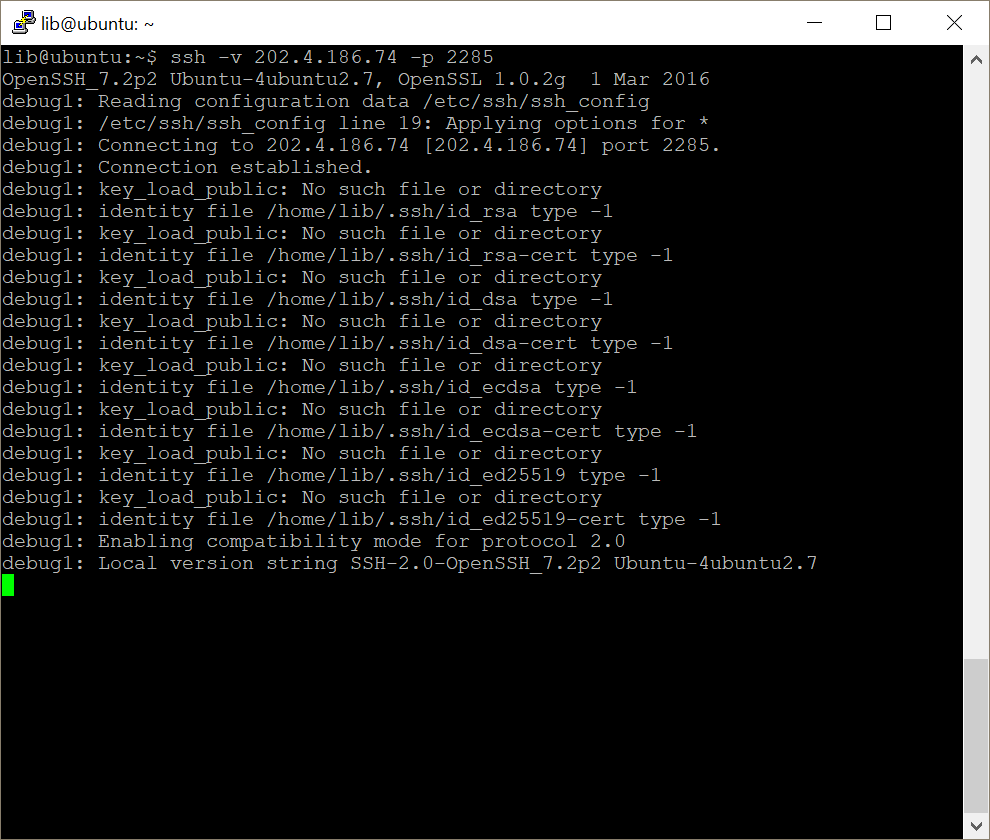 lib@ubuntu: ~
lib@ubuntu:~$ ssh -v 202.4.186.74 -p 2285
OpenSSH_7.2p2 Ubuntu-4ubuntu2.7, OpenSSL 1.0.2g  1 Mar 2016
debug1: Reading configuration data /etc/ssh/ssh_config
debug1: /etc/ssh/ssh_config line 19: Applying options for *
debug1: Connecting to 202.4.186.74 [202.4.186.74] port 2285.
debug1: Connection established.
debug1: key_load_public: No such file or directory
debug1: identity file /home/lib/.ssh/id_rsa type -1
debug1: key_load_public: No such file or directory
debug1: identity file /home/lib/.ssh/id_rsa-cert type -1
debug1: key_load_public: No such file or directory
debug1: identity file /home/lib/.ssh/id_dsa type -1
debug1: key_load_public: No such file or directory
debug1: identity file /home/lib/.ssh/id_dsa-cert type -1
debug1: key_load_public: No such file or directory
debug1: identity file /home/lib/.ssh/id_ecdsa type -1
debug1: key_load_public: No such file or directory
debug1: identity file /home/lib/.ssh/id_ecdsa-cert type -1
debug1: key_load_public: No such file or directory
debug1: identity file /home/lib/.ssh/id_ed25519 type -1
debug1: key_load_public: No such file or directory
debug1: identity file /home/lib/.ssh/id_ed25519-cert type -1
debug1: Enabling compatibility mode for protocol 2.0
debug1: Local version string SSH-2.0-OpenSSH_7.2p2 Ubuntu-4ubuntu2.7